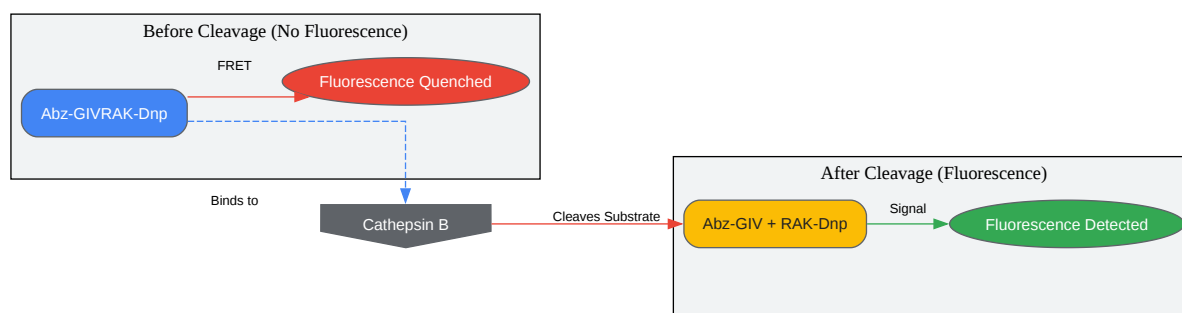 Before Cleavage (No Fluorescence)
FRET
Fluorescence Quenched
Abz-GIVRAK-Dnp
Binds to
Cathepsin B
Cleaves Substrate
After Cleavage (Fluorescence)
Abz-GIV + RAK-Dnp
Signal
Fluorescence Detected